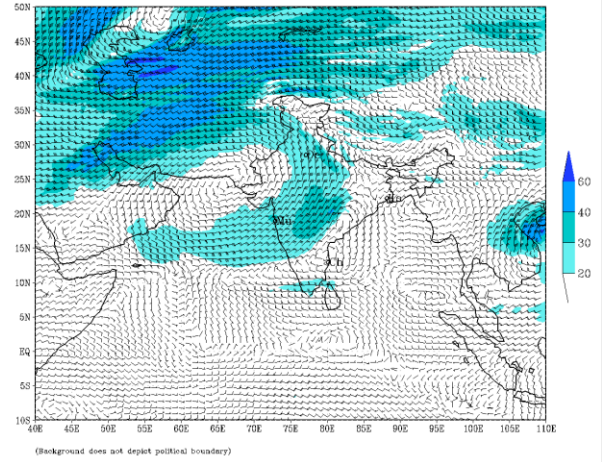 50N
45N
40N
35N
30N
25N
20N
15N
10N
5N
EQ
5S
10S
40E 45E 50E 55E 60E 65E 70E 75E 80E 85E 90E 95E 100E 105E 110E
60
40
30
20
Mu
Ch
(Background does not depict political boundary)